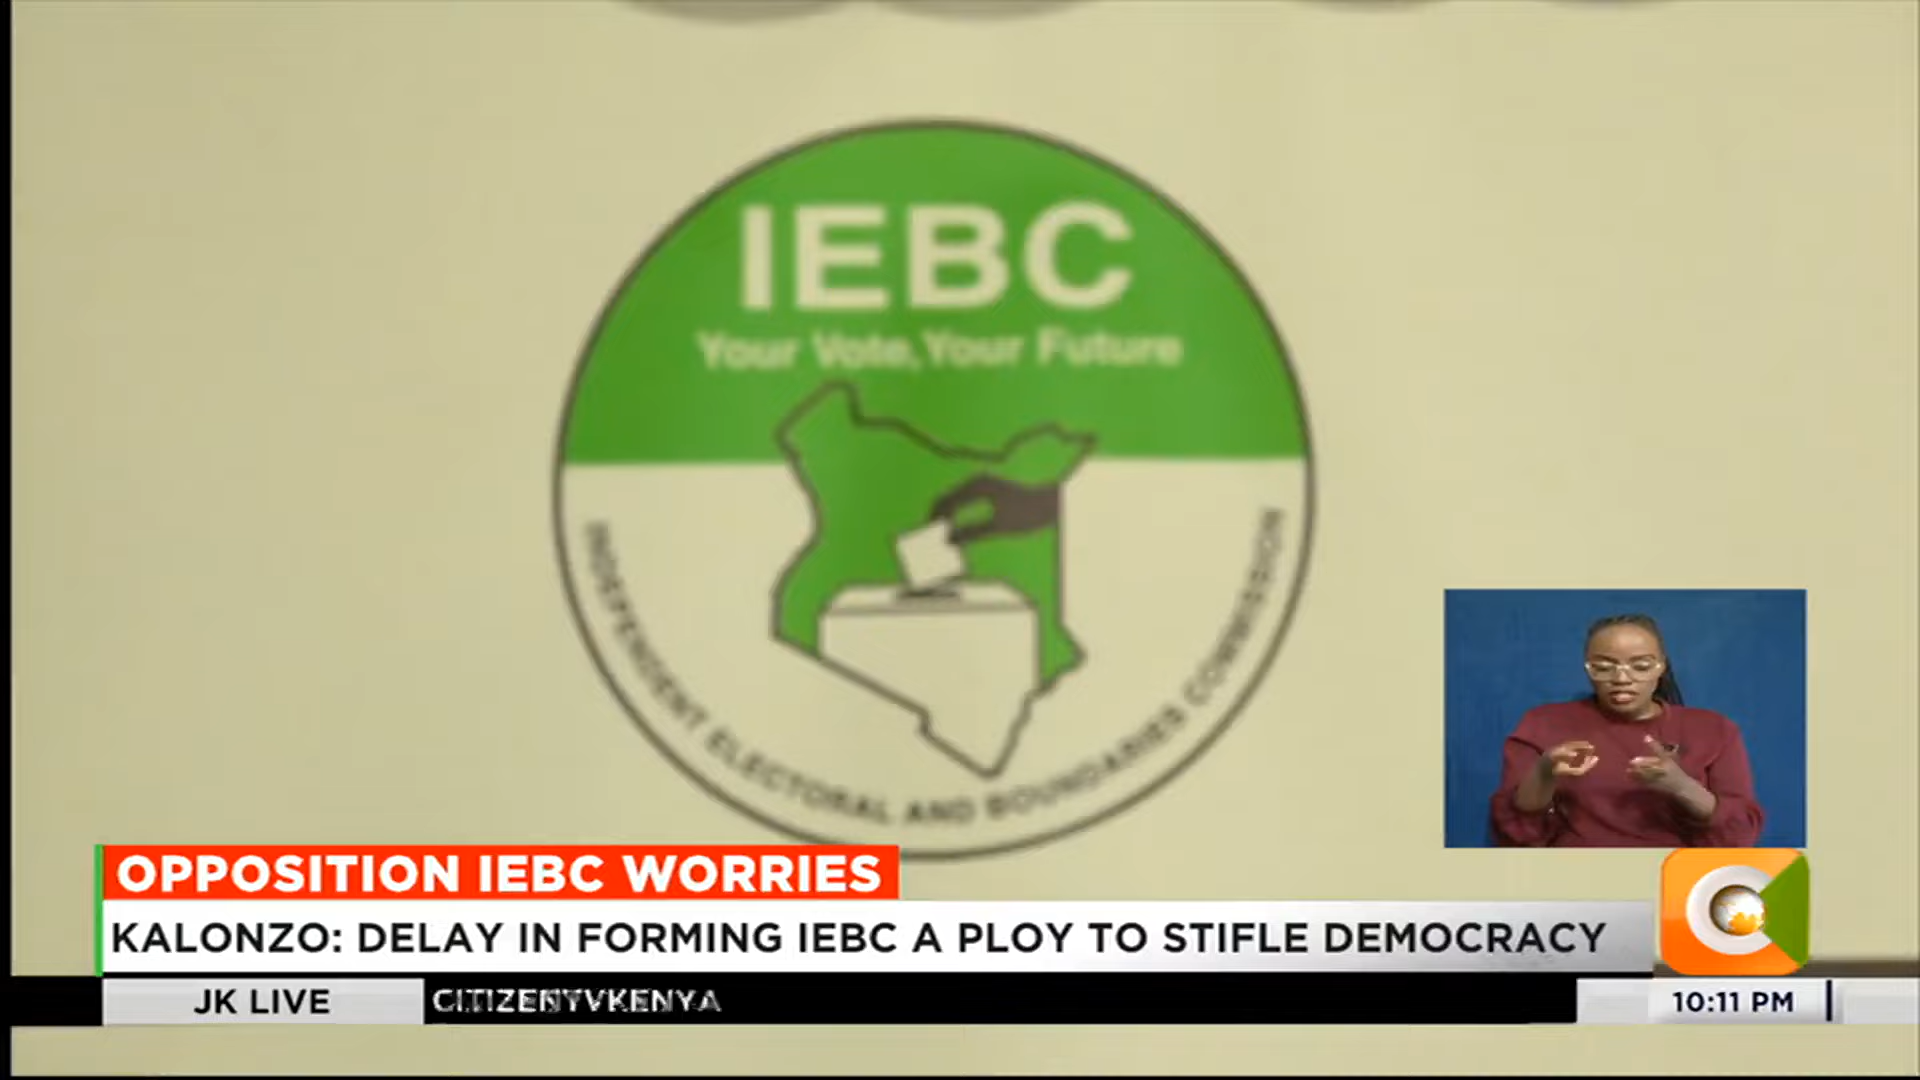 IEBC
Your Vote, Your Future
INDEPENDENT ELECTORAL AND BOUNDARIES COMMISSION
OPPOSITION IEBC WORRIES
KALONZO: DELAY IN FORMING IEBC A PLOY TO STIFLE DEMOCRACY
JK LIVE
CITIZENTVKENYA
10:11 PM